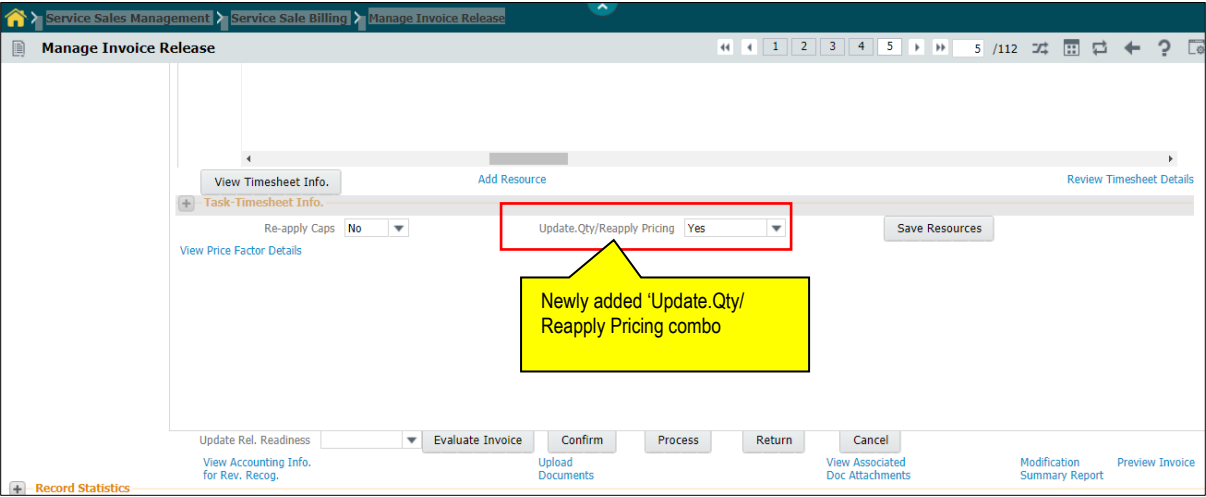 Service Sales Management Service Sale Billing Manage Invoice Release
Manage Invoice Release 1 2 3 4 5 5 /112 ?
View Timesheet Info. Add Resource Review Timesheet Details
+ Task-Timesheet Info.
Re-apply Caps No Update.Qty/Reapply Pricing Yes Save Resources
View Price Factor Details
Newly added ‘Update.Qty/
Reapply Pricing combo
Update Rel. Readiness Evaluate Invoice Confirm Process Return Cancel
View Accounting Info. Upload View Associated Modification Preview Invoice
for Rev. Recog. Documents Doc Attachments Summary Report
+ Record Statistics